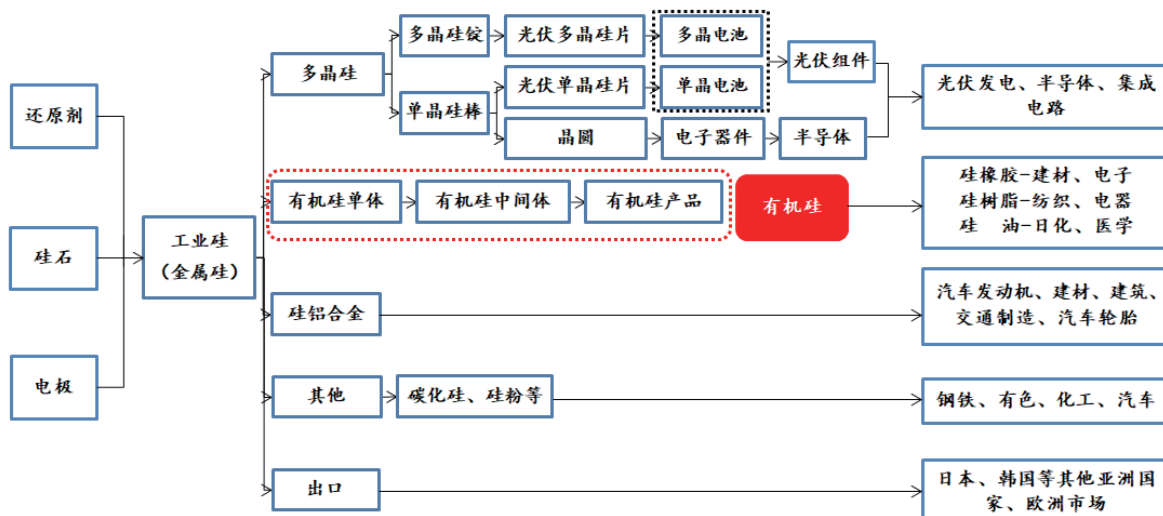 还原剂
硅石
电极
工业硅
（金属硅）
多晶硅
多晶硅锭
光伏多晶硅片
多晶电池
单晶硅棒
光伏单晶硅片
单晶电池
光伏组件
晶圆
电子器件
半导体
光伏发电、半导体、集成
电路
有机硅单体
有机硅中间体
有机硅产品
有机硅
硅橡胶-建材、电子
硅树脂-纺织、电器
硅 油-日化、医学
硅铝合金
汽车发动机、建材、建筑、
交通制造、汽车轮胎
其他
碳化硅、硅粉等
钢铁、有色、化工、汽车
出口
日本、韩国等其他亚洲国
家、欧洲市场